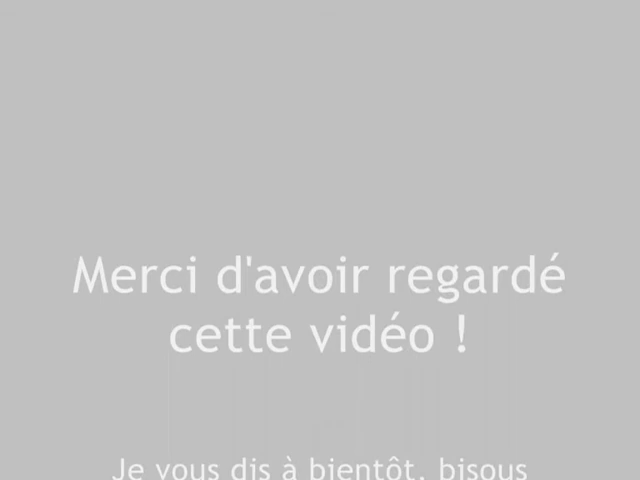 Merci d'avoir regardé
cette vidéo !
Je vous dis à bientôt, bisous